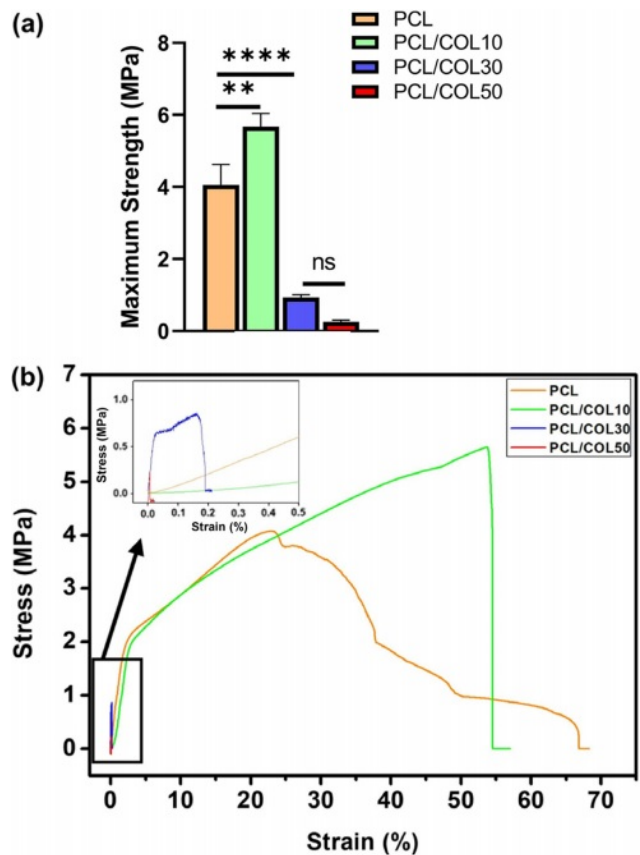 (a)
PCL
PCL/COL10
PCL/COL30
PCL/COL50
Maximum Strength (MPa)
8
6
4
2
0
****
**
ns
(b)
Stress (MPa)
7
6
5
4
3
2
1
0
0 10 20 30 40 50 60 70
Strain (%)
PCL
PCL/COL10
PCL/COL30
PCL/COL50
Stress (MPa)
1.0
0.5
0.0
0.0 0.1 0.2 0.3 0.4 0.5
Strain (%)